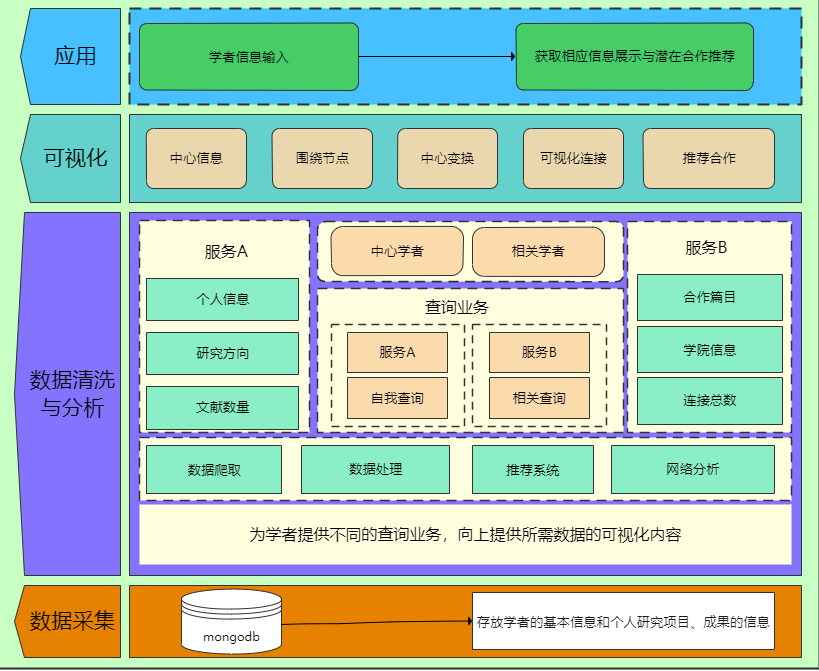 应用
学者信息输入
获取相应信息展示与潜在合作推荐
可视化
中心信息
围绕节点
中心变换
可视化连接
推荐合作
数据清洗
与分析
服务A
个人信息
研究方向
文献数量
中心学者
相关学者
查询业务
服务A
自我查询
服务B
相关查询
服务B
合作篇目
学院信息
连接总数
数据爬取
数据处理
推荐系统
网络分析
为学者提供不同的查询业务，向上提供所需数据的可视化内容
数据采集
mongodb
存放学者的基本信息和个人研究项目、成果的信息